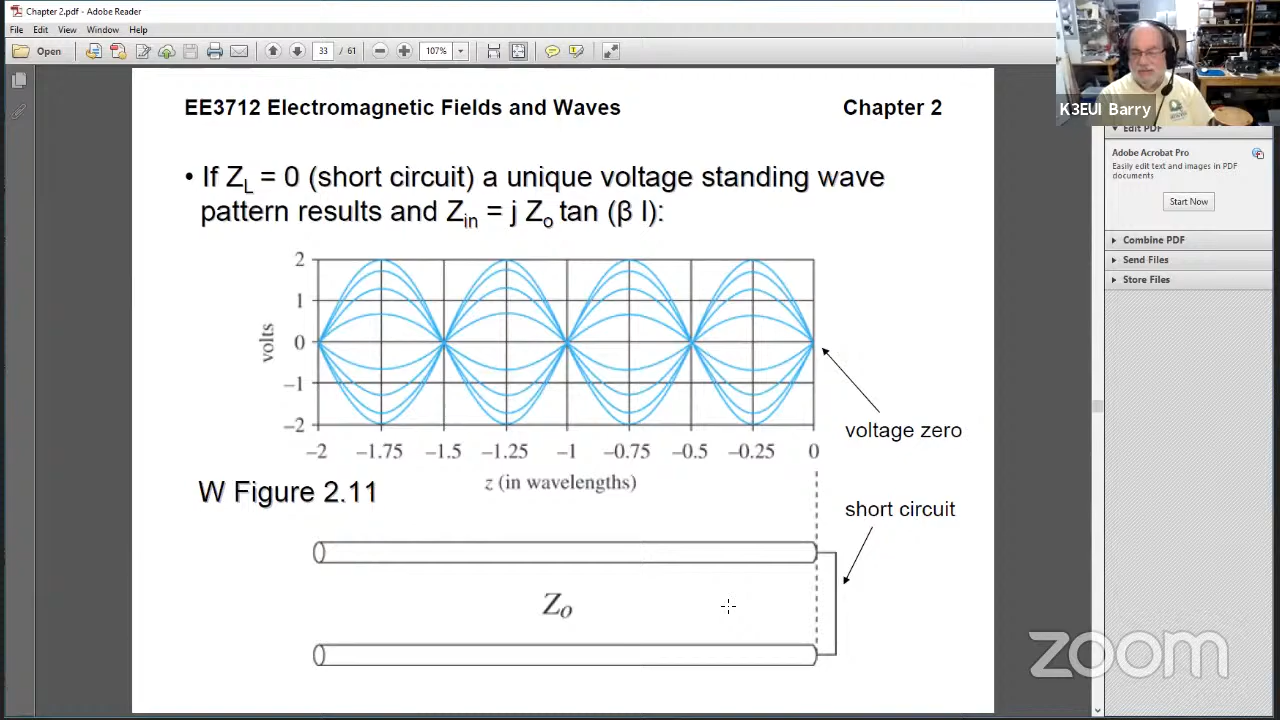 Chapter 2.pdf - Adobe Reader
File Edit View Window Help
Open 33 / 61 107%
K3EUI Barry
Edit PDF
Adobe Acrobat Pro
Easily edit text and images in PDF
documents
Start Now
Combine PDF
Send Files
Store Files
EE3712 Electromagnetic Fields and Waves Chapter 2
• If ZL = 0 (short circuit) a unique voltage standing wave
pattern results and Zin = j Zo tan (β l):
volts
2
1
0
–1
–2
–2 –1.75 –1.5 –1.25 –1 –0.75 –0.5 –0.25 0
z (in wavelengths)
voltage zero
W Figure 2.11
short circuit
Zo
zoom